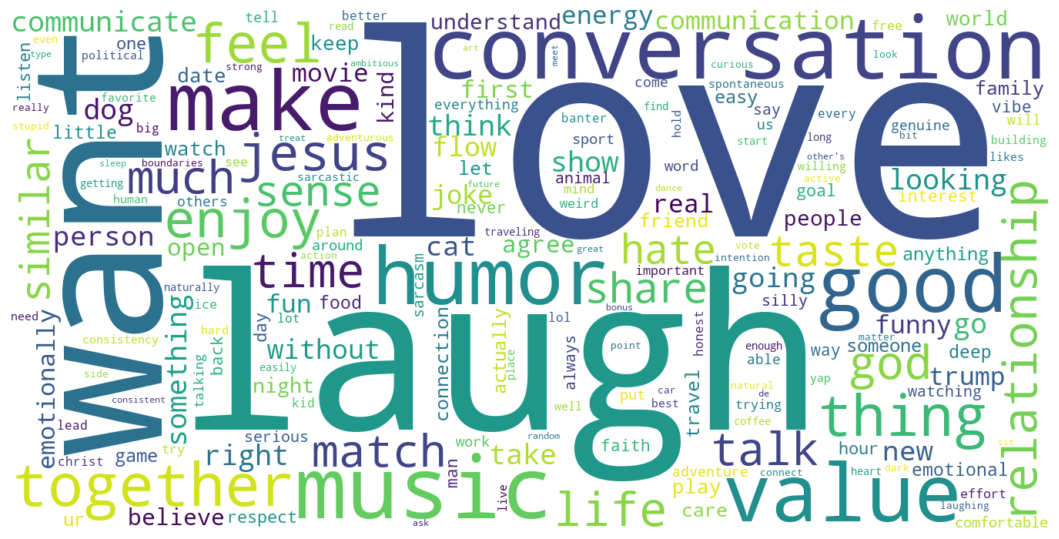 communicate
tell
better
understand
energy
communication
free
world
love
conversation
want
feel
read
keep
art
meet
look
listen
even
type
one
political
date
strong
movie
ambitious
kind
first
come
curious
spontaneous
easy
say
us
every
family
vibe
will
really
favorite
dog
big
make
everything
banter
find
hold
long
genuine
bit
building
stupid
little
watch
treat
adventurous
think
sport
start
other's
likes
sleep
boundaries
see
jesus
flow
let
show
word
willing
active
looking
getting
human
much
others
sarcastic
sense
future
joke
never
animal
mind
weird
dance
real
goal
people
interest
similar
person
enjoy
plan
traveling
friend
relationship
open
around
action
cat
agree
great
hate
vote
intention
taste
anything
need
naturally
ice
time
humor
sarcasm
important
share
going
silly
good
emotionally
something
consistency
hard
back
fun
lot
food
day
lol
bonus
honest
funny
go
without
connection
actually
easily
place
always
laugh
point
enough
able
someone
way
deep
god
trump
side
talking
night
kid
travel
car
best
natural
de
trying
yap
watching
consistent
well
put
coffee
thing
lead
christ
try
game
serious
right
match
man
work
take
random
faith
talk
matter
hour
new
sit
together
music
live
life
adventure
play
care
connect
value
heart
dark
emotional
effort
laughing
ur
believe
respect
ask
comfortable